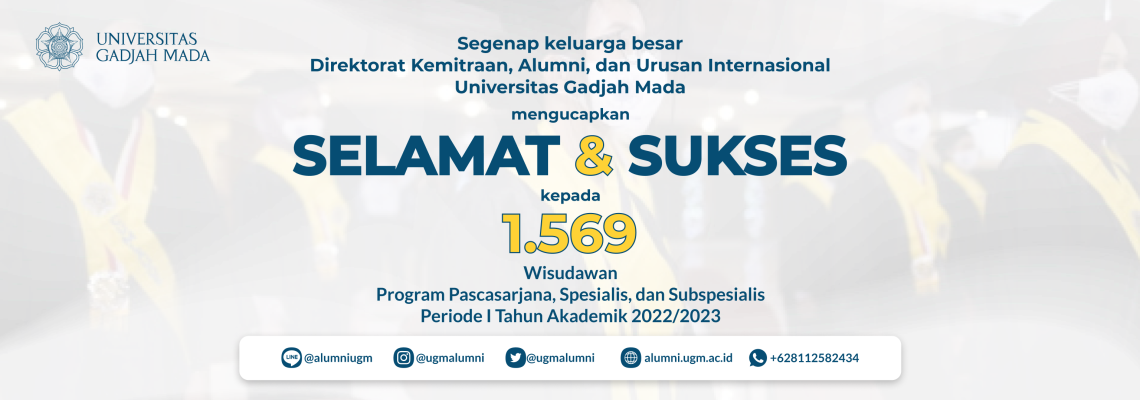 UNIVERSITAS
GADJAH MADA
Segenap keluarga besar
Direktorat Kemitraan, Alumni, dan Urusan Internasional
Universitas Gadjah Mada
mengucapkan
SELAMAT & SUKSES
kepada
1.569
Wisudawan
Program Pascasarjana, Spesialis, dan Subspesialis
Periode I Tahun Akademik 2022/2023
LINE @alumniugm @ugmalumni @ugmalumni alumni.ugm.ac.id +628112582434